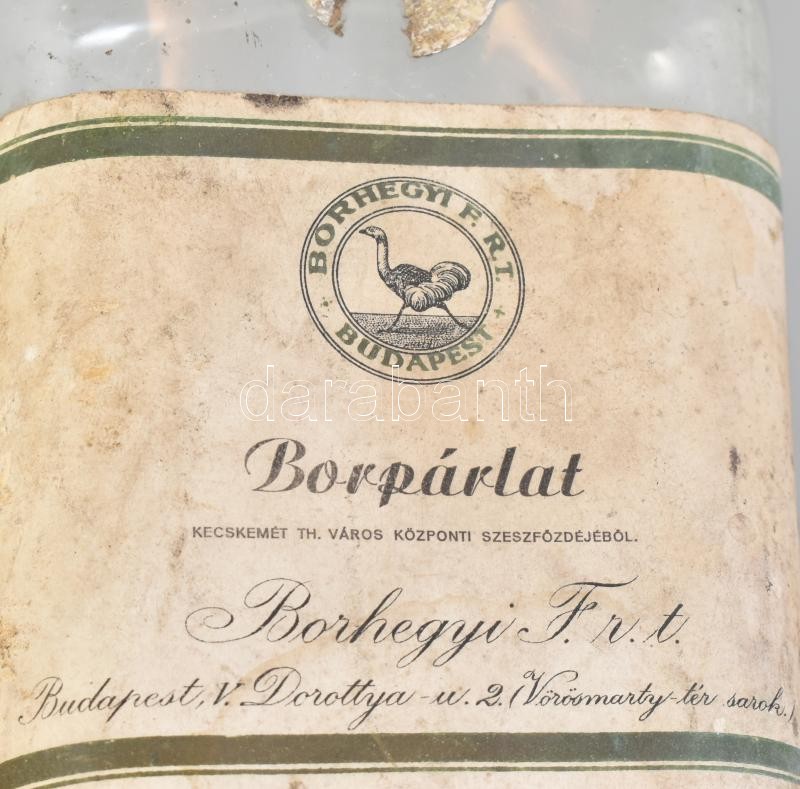 BORHEGYI F. R.T.
BUDAPEST
darabanth
Borpárlat
KECSKEMÉT TH. VÁROS KÖZPONTI SZESZFŐZDÉJÉBŐL.
Borhegyi F. r. t.
Budapest, V. Dorottya-u. 2. (Vörösmarty-tér sarok.)